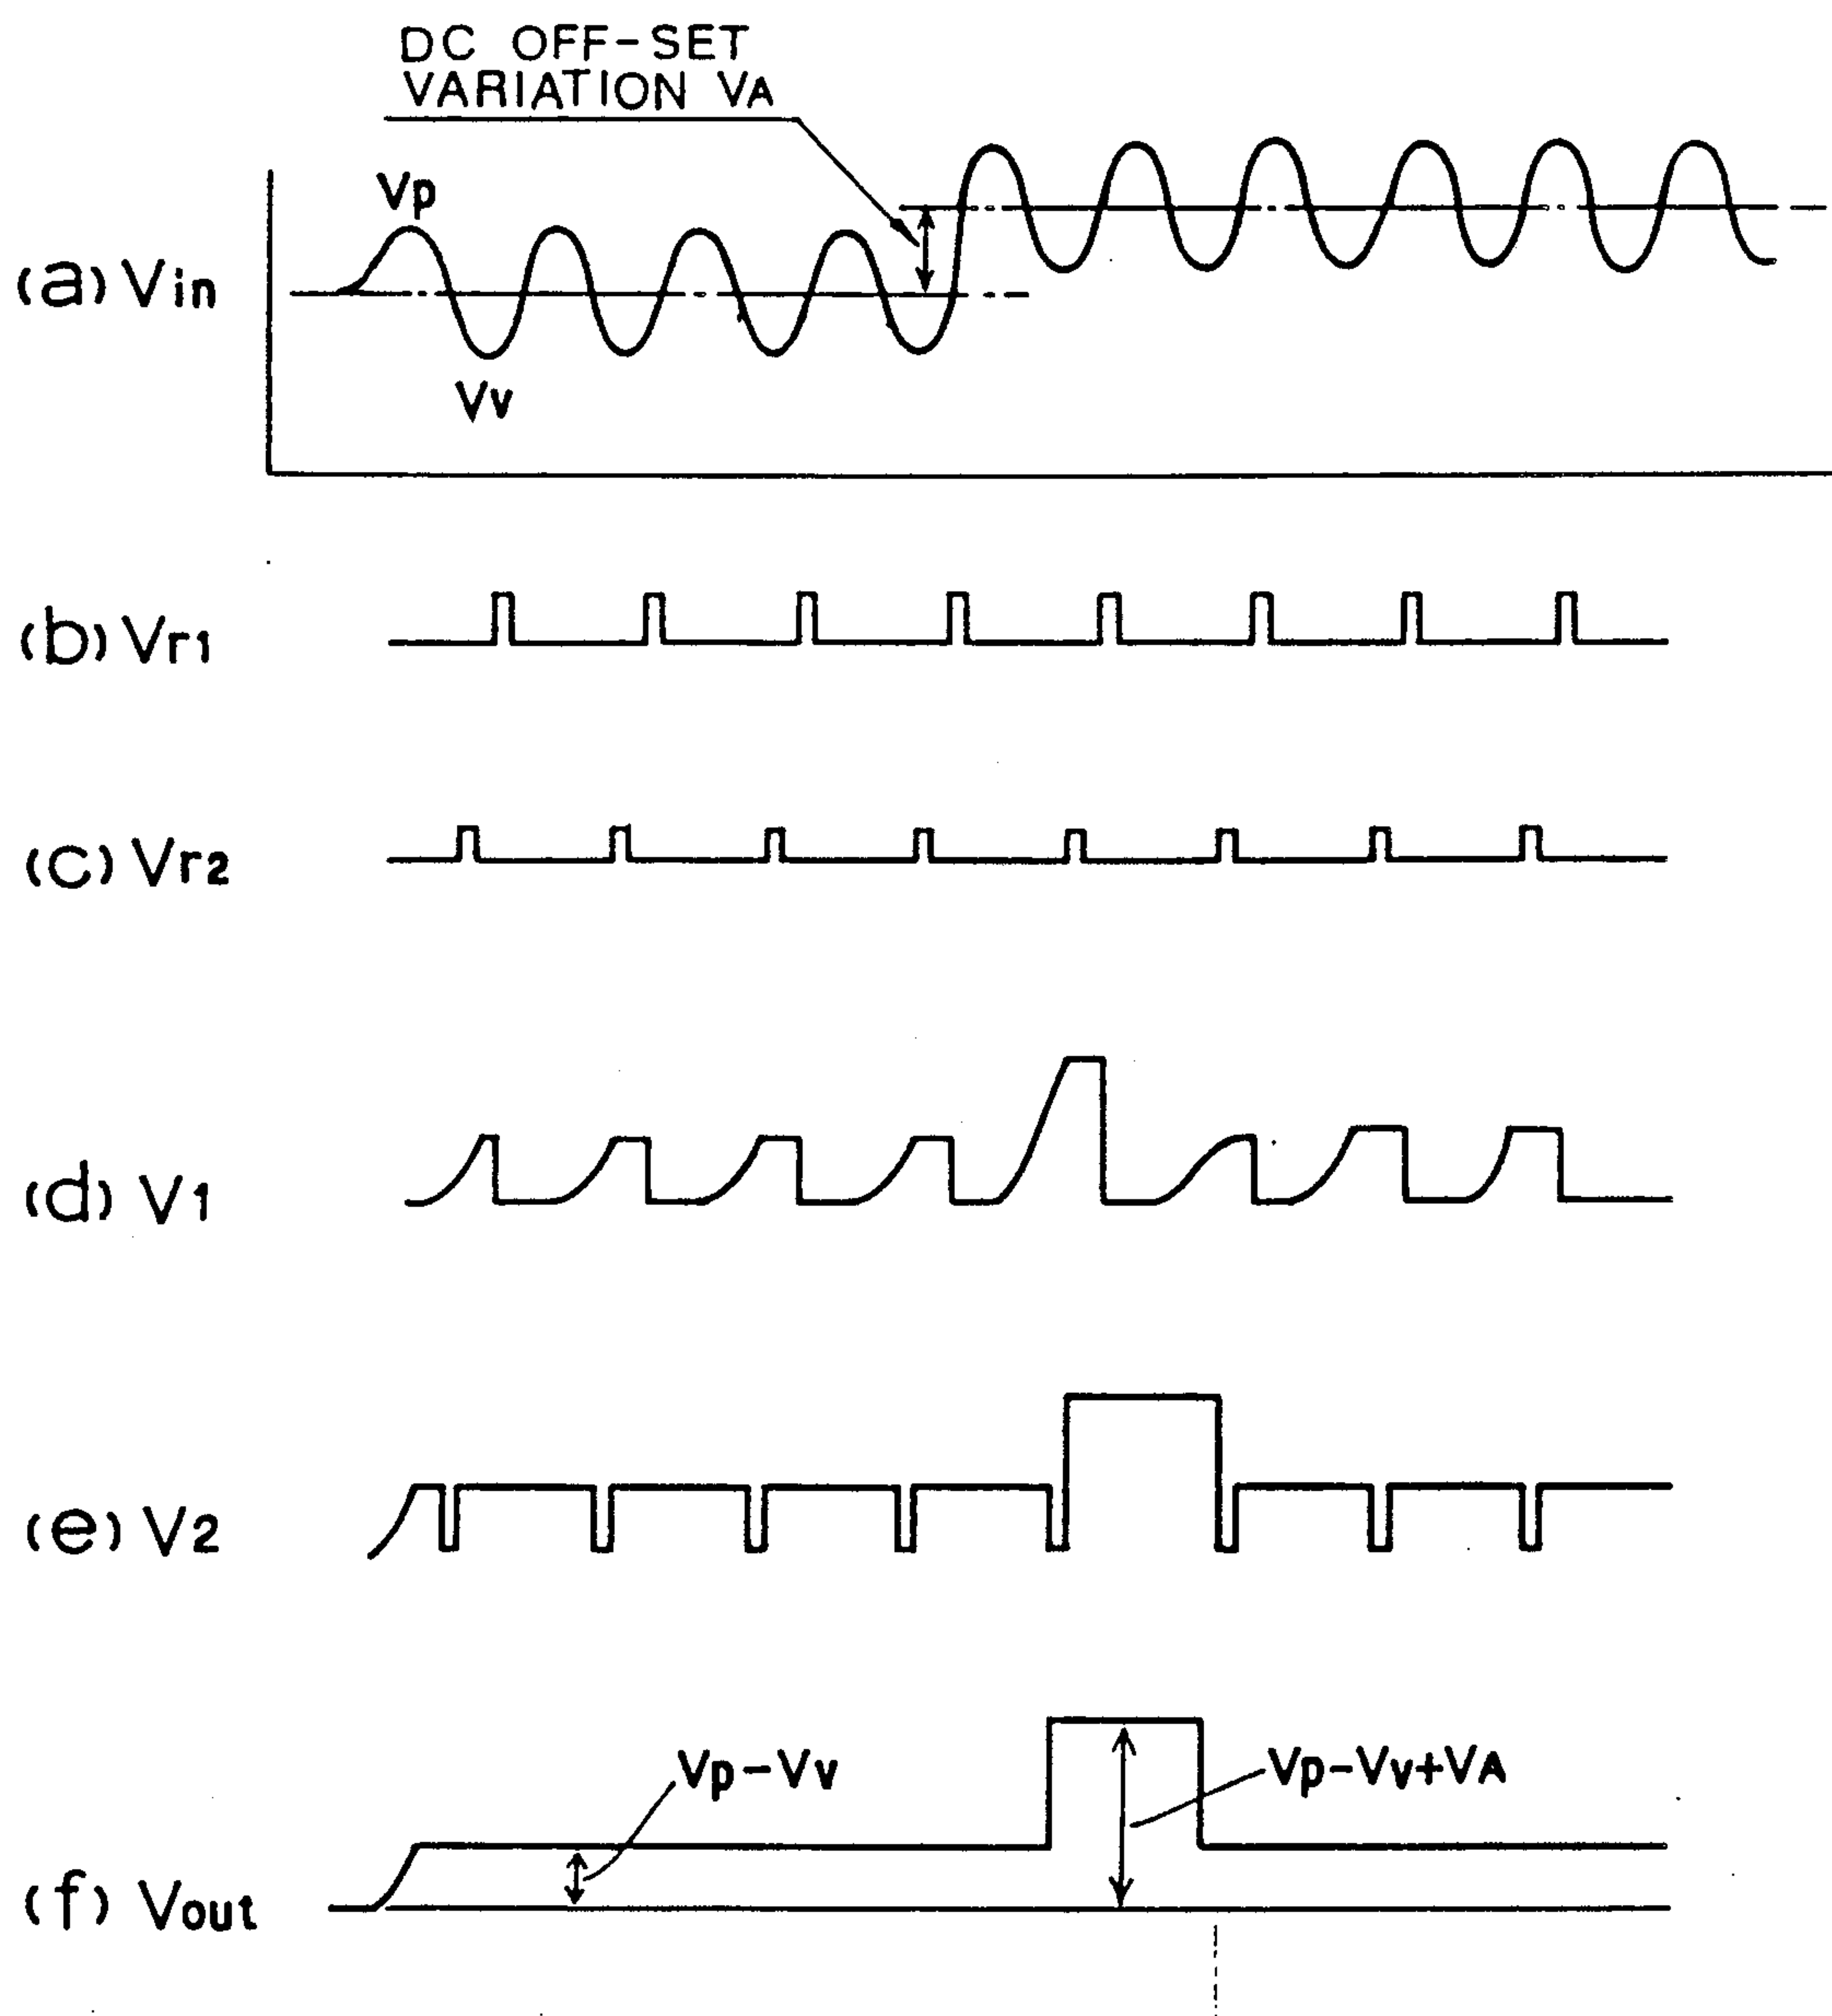 DC OFF-SET
VARIATION VA
Vp
(a) Vin
Vv
(b) Vr1
(c) Vr2
(d) V1
(e) V2
Vp-Vv
Vp-Vv+VA
(f) Vout